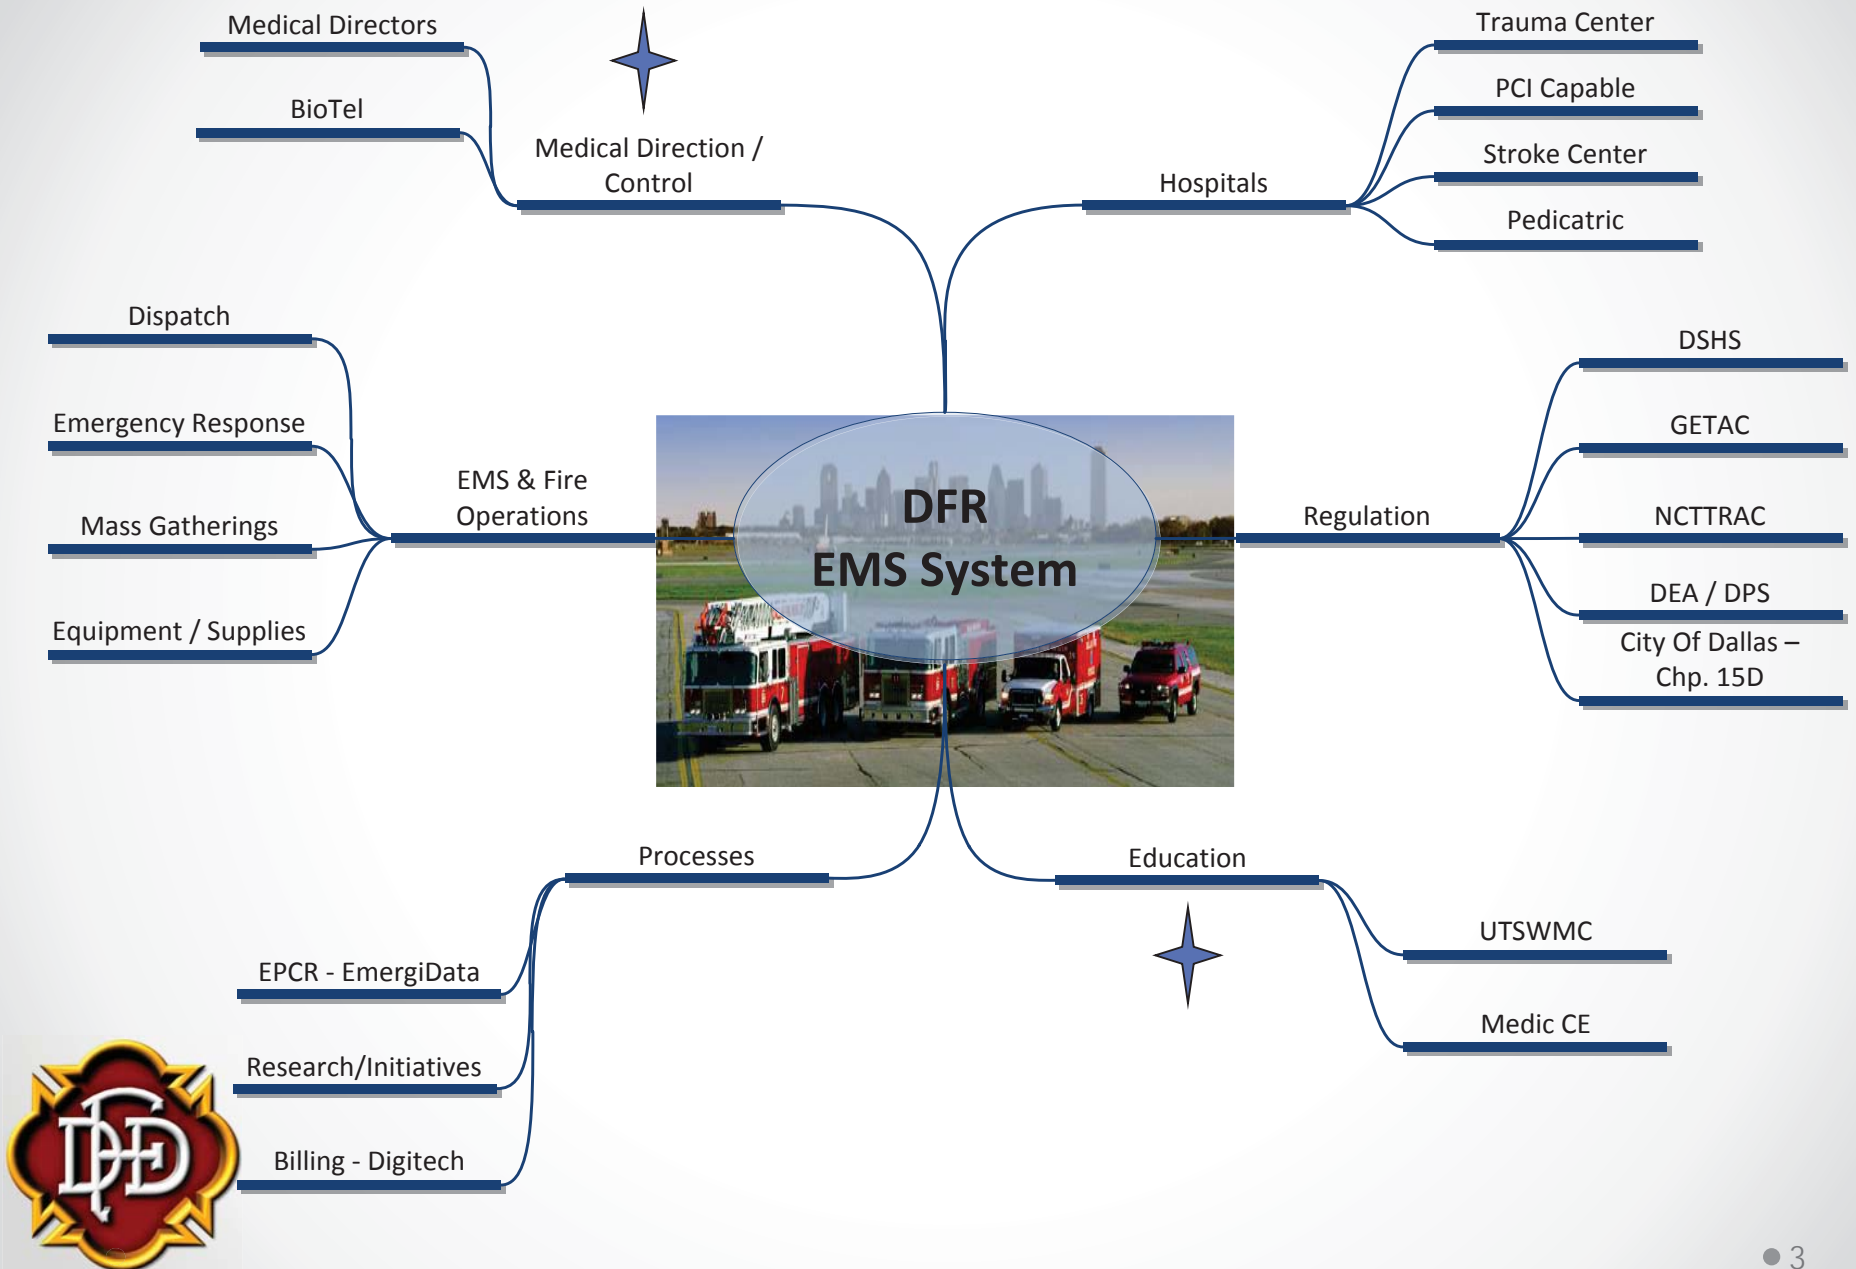 Medical Directors
BioTel
Medical Direction /
Control
Trauma Center
PCI Capable
Stroke Center
Pedicatric
Hospitals
Dispatch
Emergency Response
Mass Gatherings
Equipment / Supplies
EMS & Fire
Operations
DFR
EMS System
Regulation
DSHS
GETAC
NCTTRAC
DEA / DPS
City Of Dallas –
Chp. 15D
Processes
EPCR - EmergiData
Research/Initiatives
Billing - Digitech
Education
UTSWMC
Medic CE
DFD
3